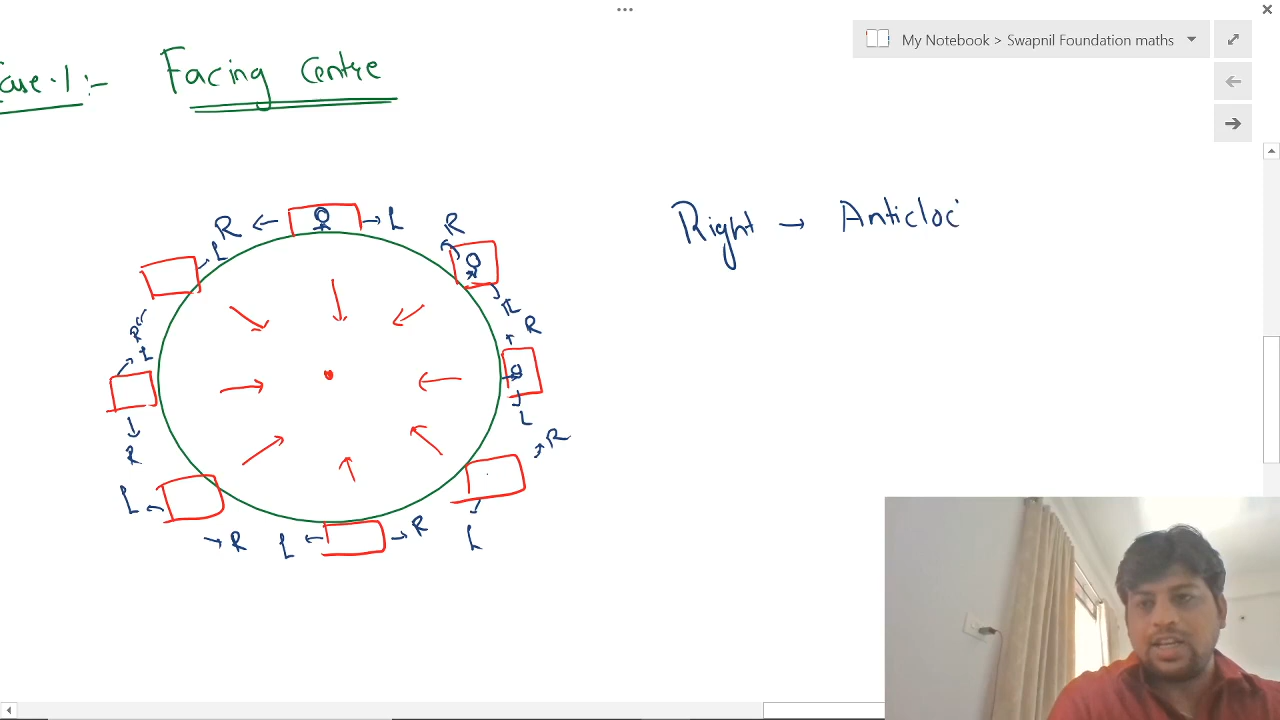 My Notebook > Swapnil Foundation maths
Case-1:- Facing Centre
Right → Anticloc
R ← → L
R
L
L
R
R
L
R
L
L
R
R
L
→ R
L ← → R
L